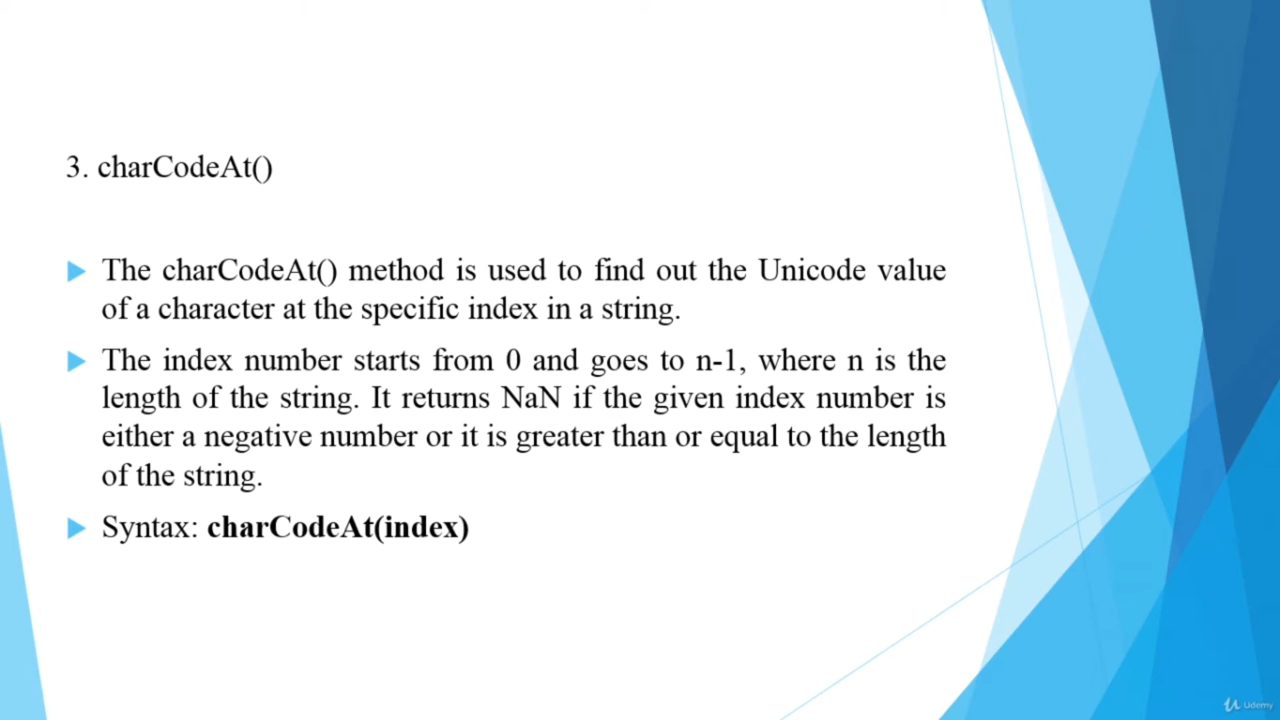 3. charCodeAt()
The charCodeAt() method is used to find out the Unicode value
of a character at the specific index in a string.
The index number starts from 0 and goes to n-1, where n is the
length of the string. It returns NaN if the given index number is
either a negative number or it is greater than or equal to the length
of the string.
Syntax: charCodeAt(index)
Udemy